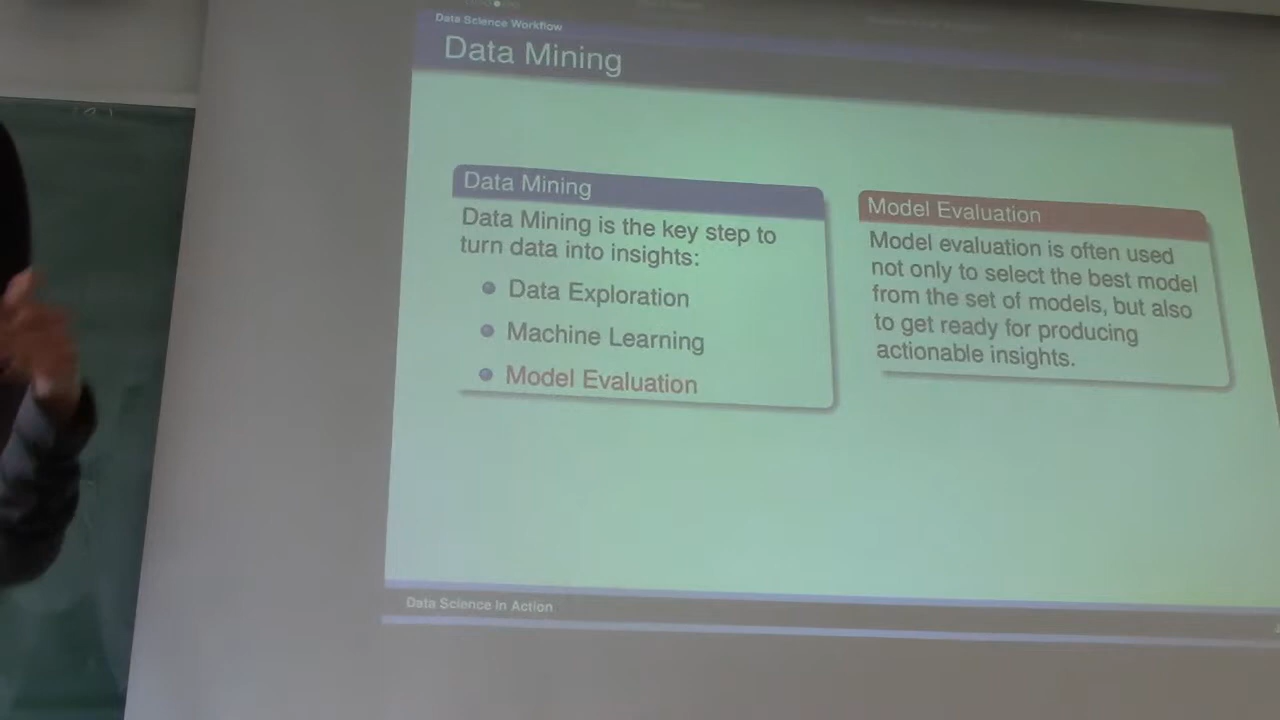 Data Science Workflow
Data Mining
Data Mining
Data Mining is the key step to
turn data into insights:
Data Exploration
Machine Learning
Model Evaluation
Model Evaluation
Model evaluation is often used
not only to select the best model
from the set of models, but also
to get ready for producing
actionable insights.
Data Science In Action